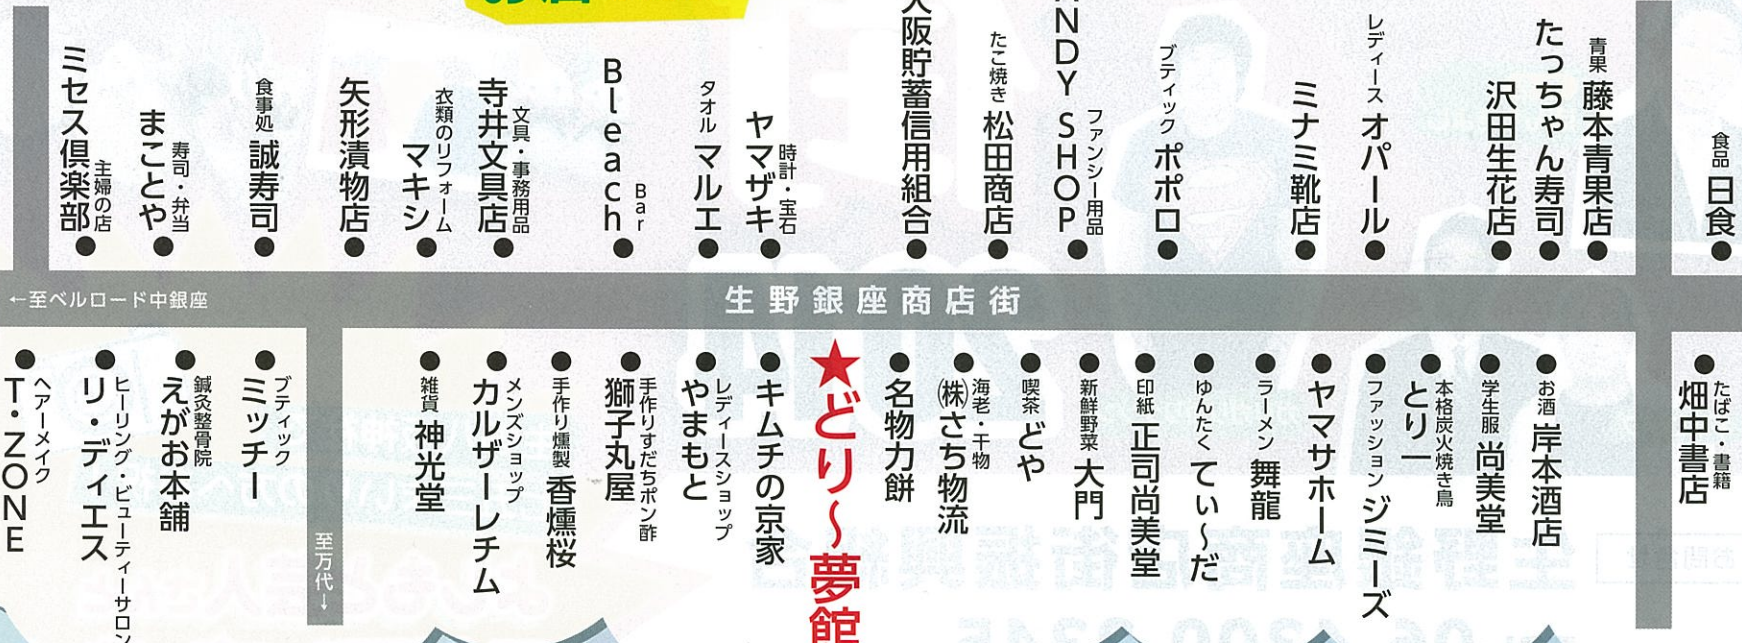 ミセス倶楽部 主婦の店
まことや 寿司・弁当
食事処 誠寿司
矢形漬物店
衣類のリフォーム マキシ
寺井文具店 文具・事務用品
Bleach Bar
タオル マルエ
ヤマザキ 時計・宝石
大阪貯蓄信用組合
たこ焼き 松田商店
NDY SHOP ファンシー用品
ブティック ポポロ
ミナミ靴店
レディース オパール
沢田生花店
たっちゃん寿司
青果 藤本青果店
食品 日食
←至ベルロード中銀座
生野銀座商店街
T・ZONE ヘアーメイク
リ・ディエス ヒーリング・ビューティーサロン
えがお本舗 鍼灸整骨院
ミッチー ブティック
至万代→
雑貨 神光堂
カルザーレチム メンズショップ
手作り燻製 香燻桜
獅子丸屋 手作りすだちポン酢
やまもと レディースショップ
キムチの京家
★どり〜夢館
名物力餅
㈱さち物流 海老・干物
喫茶 どや
新鮮野菜 大門
印紙 正司尚美堂
ゆんたく てぃ〜だ
ラーメン 舞龍
ヤマサホーム
ファッション ジミーズ
とり一 本格炭火焼き鳥
学生服 尚美堂
お酒 岸本酒店
畑中書店 たばこ・書籍